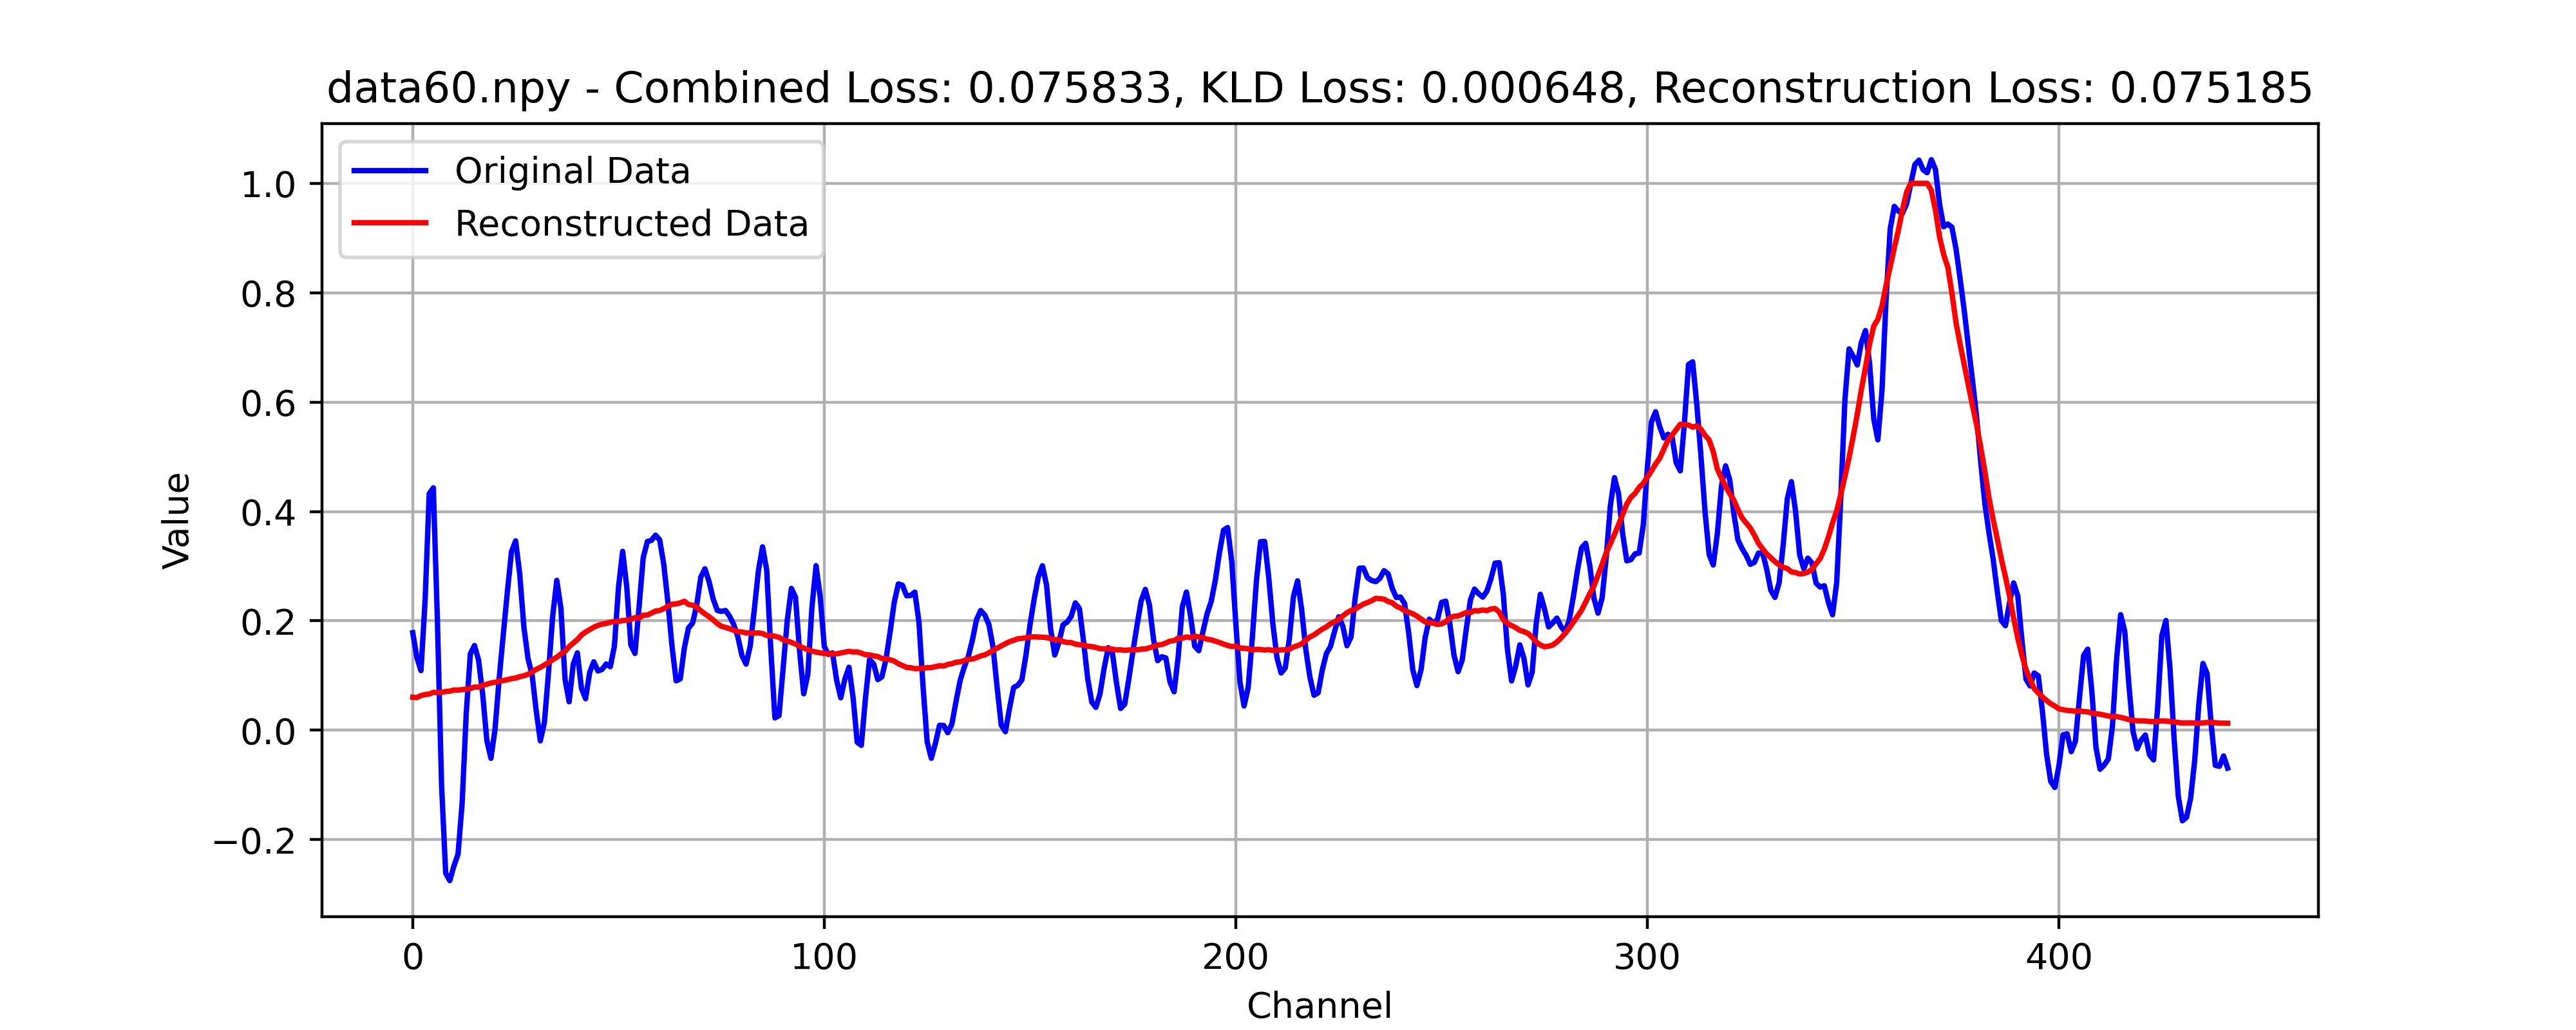 data60.npy - Combined Loss: 0.075833, KLD Loss: 0.000648, Reconstruction Loss: 0.075185
Original Data
Reconstructed Data
1.0
0.8
0.6
0.4
0.2
0.0
−0.2
Value
0 100 200 300 400
Channel